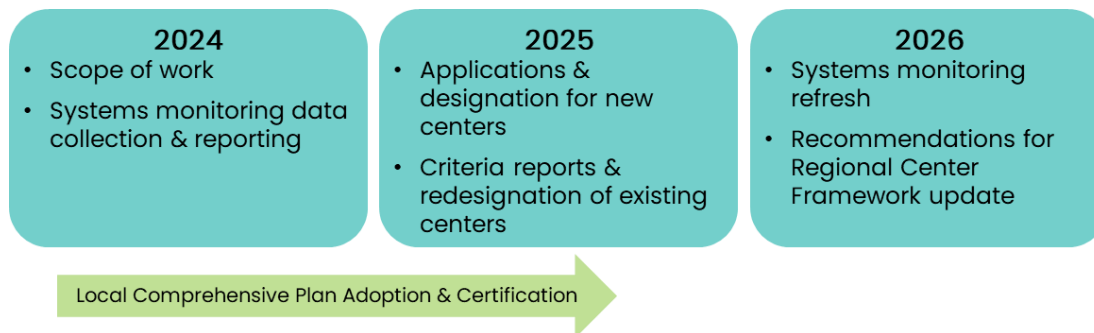 2024
• Scope of work
• Systems monitoring data
collection & reporting
2025
• Applications &
designation for new
centers
• Criteria reports &
redesignation of existing
centers
2026
• Systems monitoring
refresh
• Recommendations for
Regional Center
Framework update
Local Comprehensive Plan Adoption & Certification